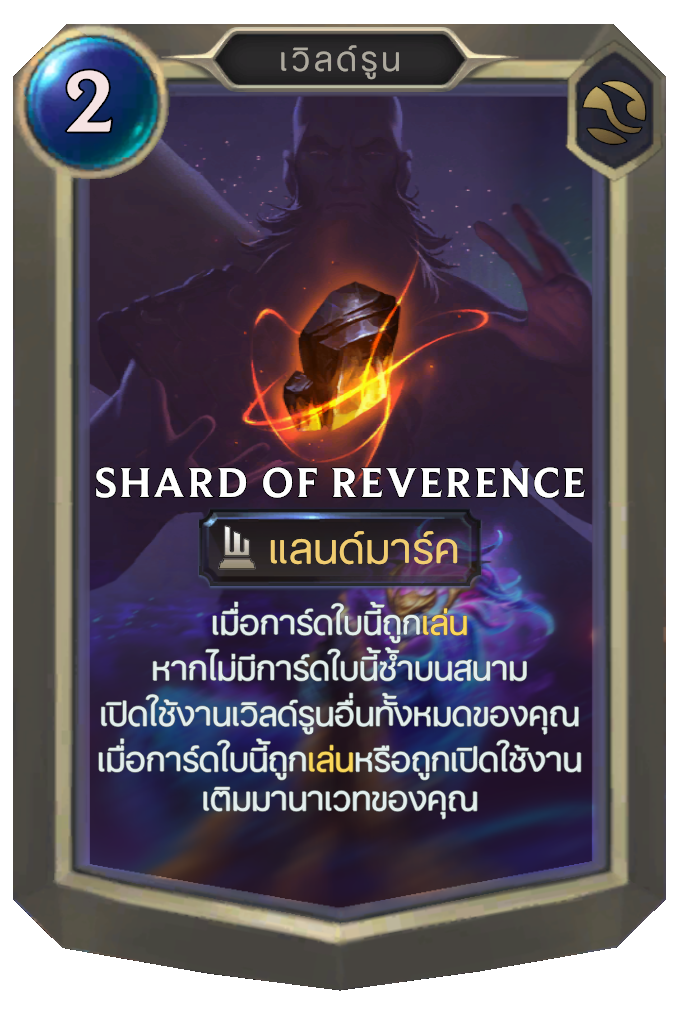 เวิลด์รูน
2
SHARD OF REVERENCE
แลนด์มาร์ค
เมื่อการ์ดใบนี้ถูกเล่น
หากไม่มีการ์ดใบนี้ซ้ำบนสนาม
เปิดใช้งานเวิลด์รูนอื่นทั้งหมดของคุณ
เมื่อการ์ดใบนี้ถูกเล่นหรือถูกเปิดใช้งาน
เติมมานาเวทของคุณ